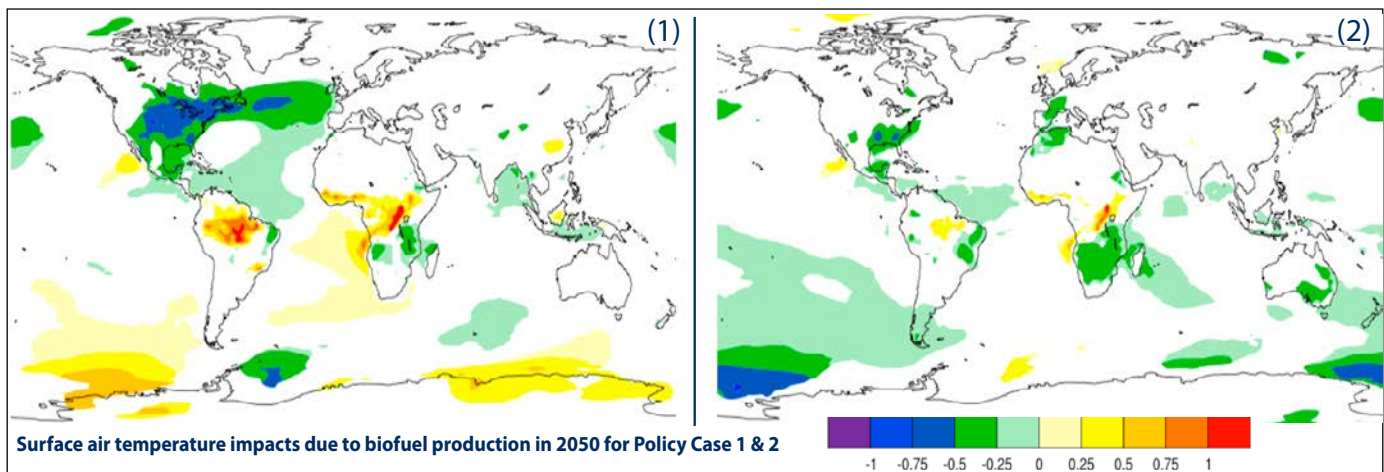 (1)
(2)
Surface air temperature impacts due to biofuel production in 2050 for Policy Case 1 & 2
-1 -0.75 -0.5 -0.25 0 0.25 0.5 0.75 1